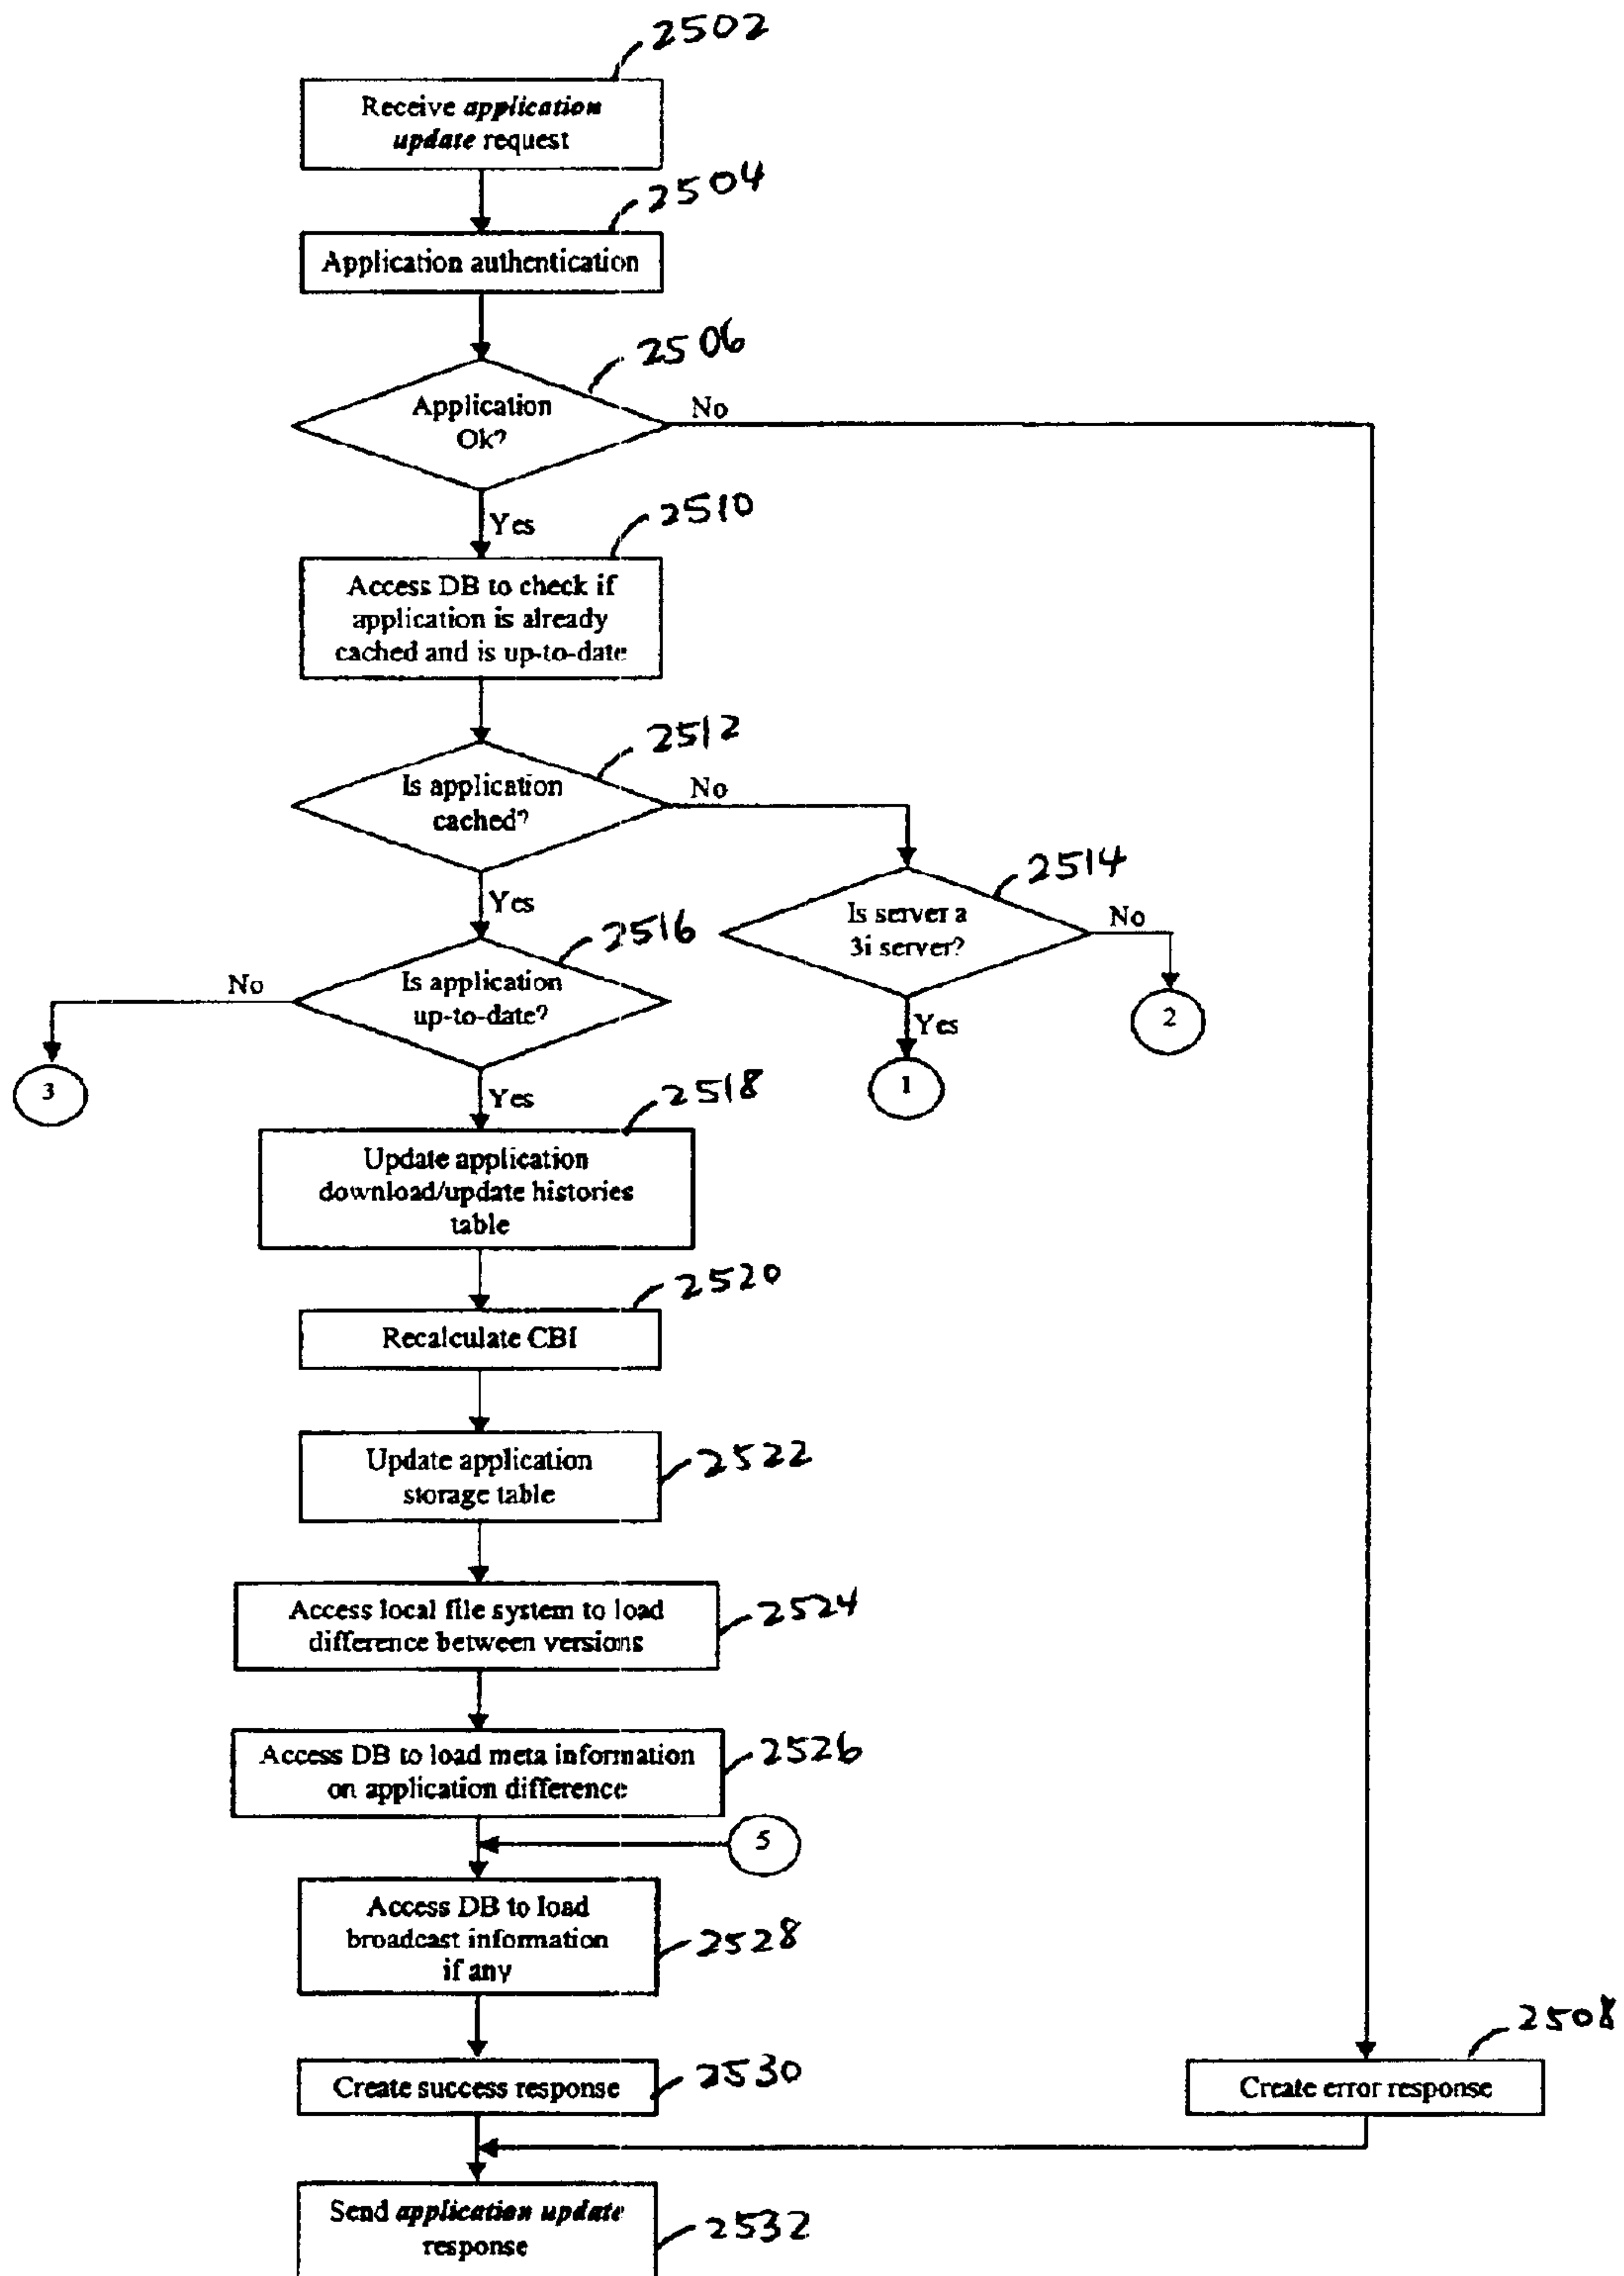 2502
Receive application
update request
2504
Application authentication
2506
Application
Ok?
No
Yes
2510
Access DB to check if
application is already
cached and is up-to-date
2512
Is application
cached?
No
2514
Is server a
3i server?
No
Yes
2516
Is application
up-to-date?
No
2
Yes
1
3
Yes
2518
Update application
download/update histories
table
2520
Recalculate CBI
Update application
storage table
2522
Access local file system to load
difference between versions
2524
Access DB to load meta information
on application difference
2526
5
Access DB to load
broadcast information
if any
2528
2508
Create success response
2530
Create error response
Send application update
response
2532